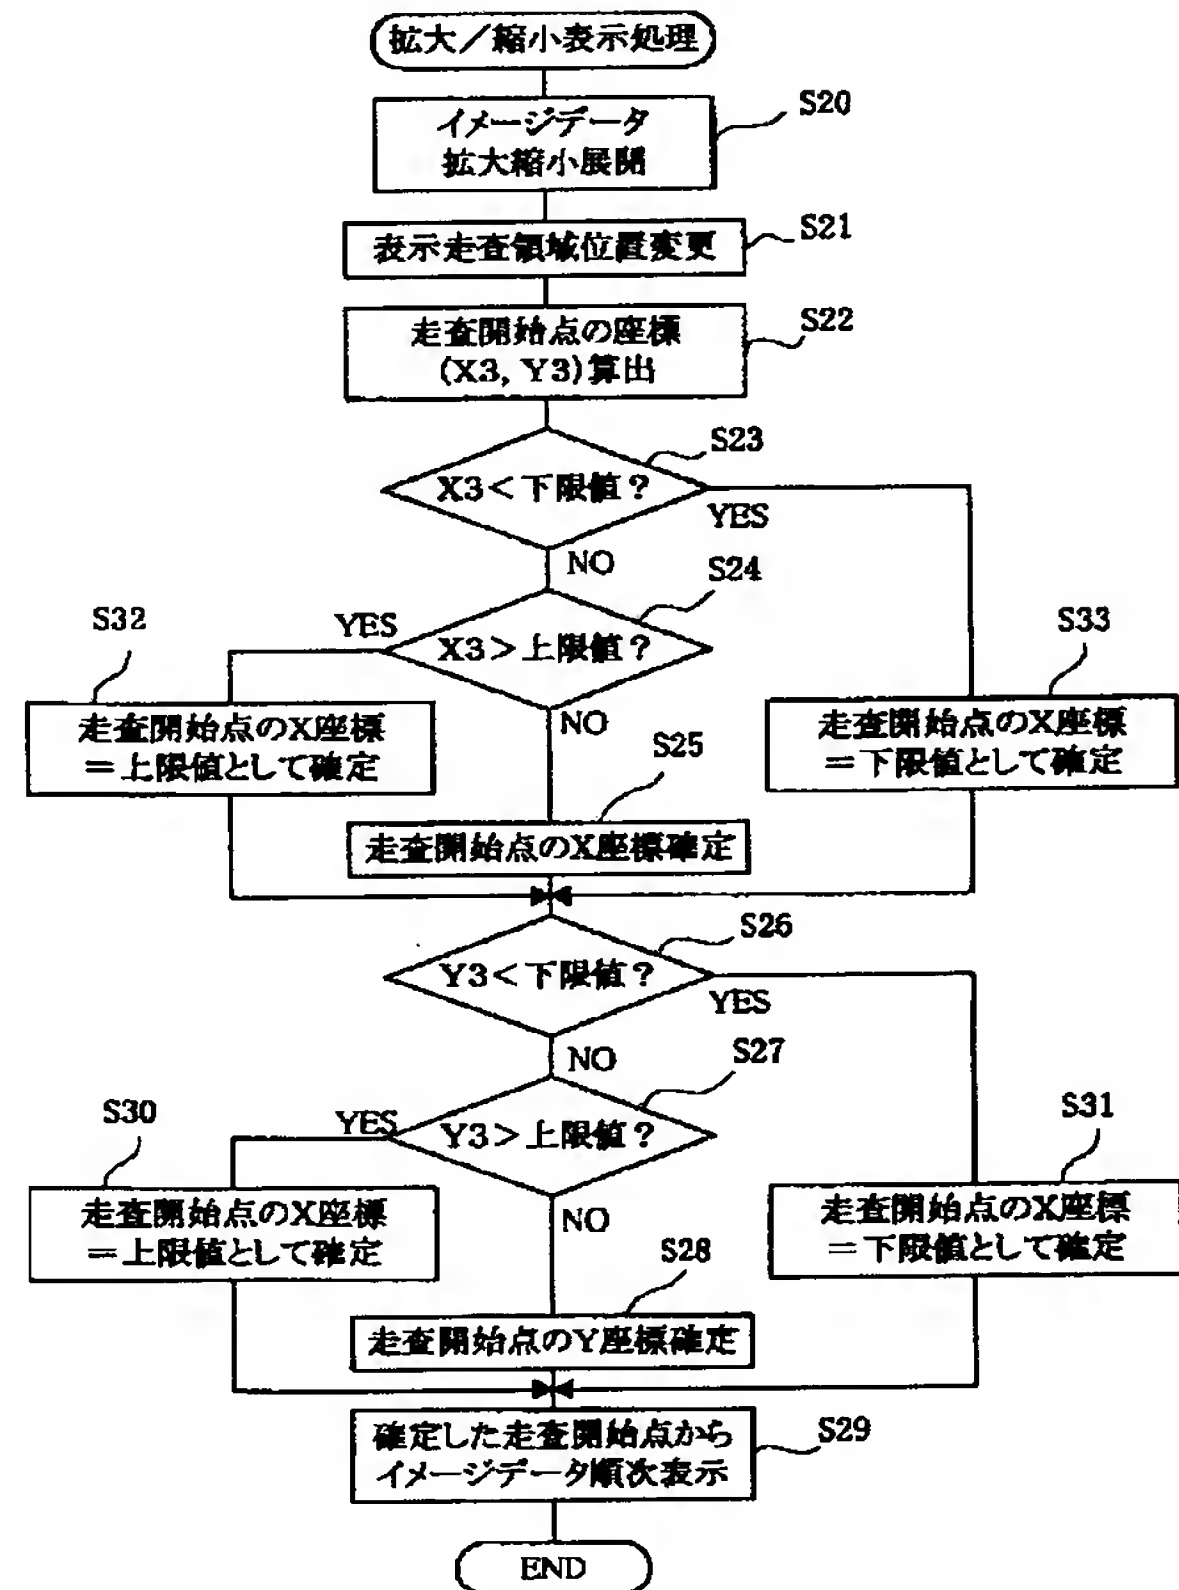 拡大／縮小表示処理
S20
イメージデータ
拡大縮小展開
S21
表示走査領域位置変更
S22
走査開始点の座標
(X3, Y3)算出
S23
X3＜下限値？
YES
NO
S24
X3＞上限値？
YES
NO
S32
走査開始点のX座標
＝上限値として確定
S33
走査開始点のX座標
＝下限値として確定
S25
走査開始点のX座標確定
S26
Y3＜下限値？
YES
NO
S27
Y3＞上限値？
YES
NO
S30
走査開始点のX座標
＝上限値として確定
S31
走査開始点のX座標
＝下限値として確定
S28
走査開始点のY座標確定
S29
確定した走査開始点から
イメージデータ順次表示
END